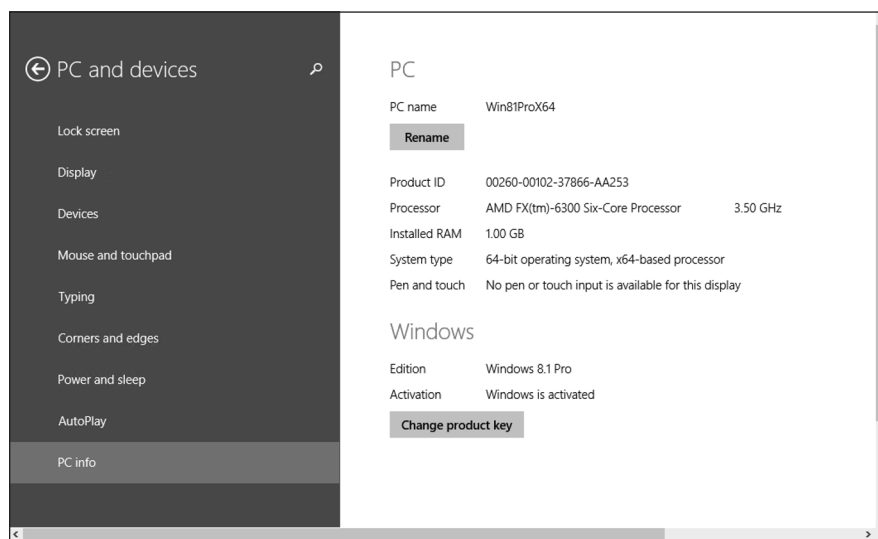 PC and devices
Lock screen
Display
Devices
Mouse and touchpad
Typing
Corners and edges
Power and sleep
AutoPlay
PC info
PC
PC name Win81ProX64
Rename
Product ID 00260-00102-37866-AA253
Processor AMD FX(tm)-6300 Six-Core Processor 3.50 GHz
Installed RAM 1.00 GB
System type 64-bit operating system, x64-based processor
Pen and touch No pen or touch input is available for this display
Windows
Edition Windows 8.1 Pro
Activation Windows is activated
Change product key